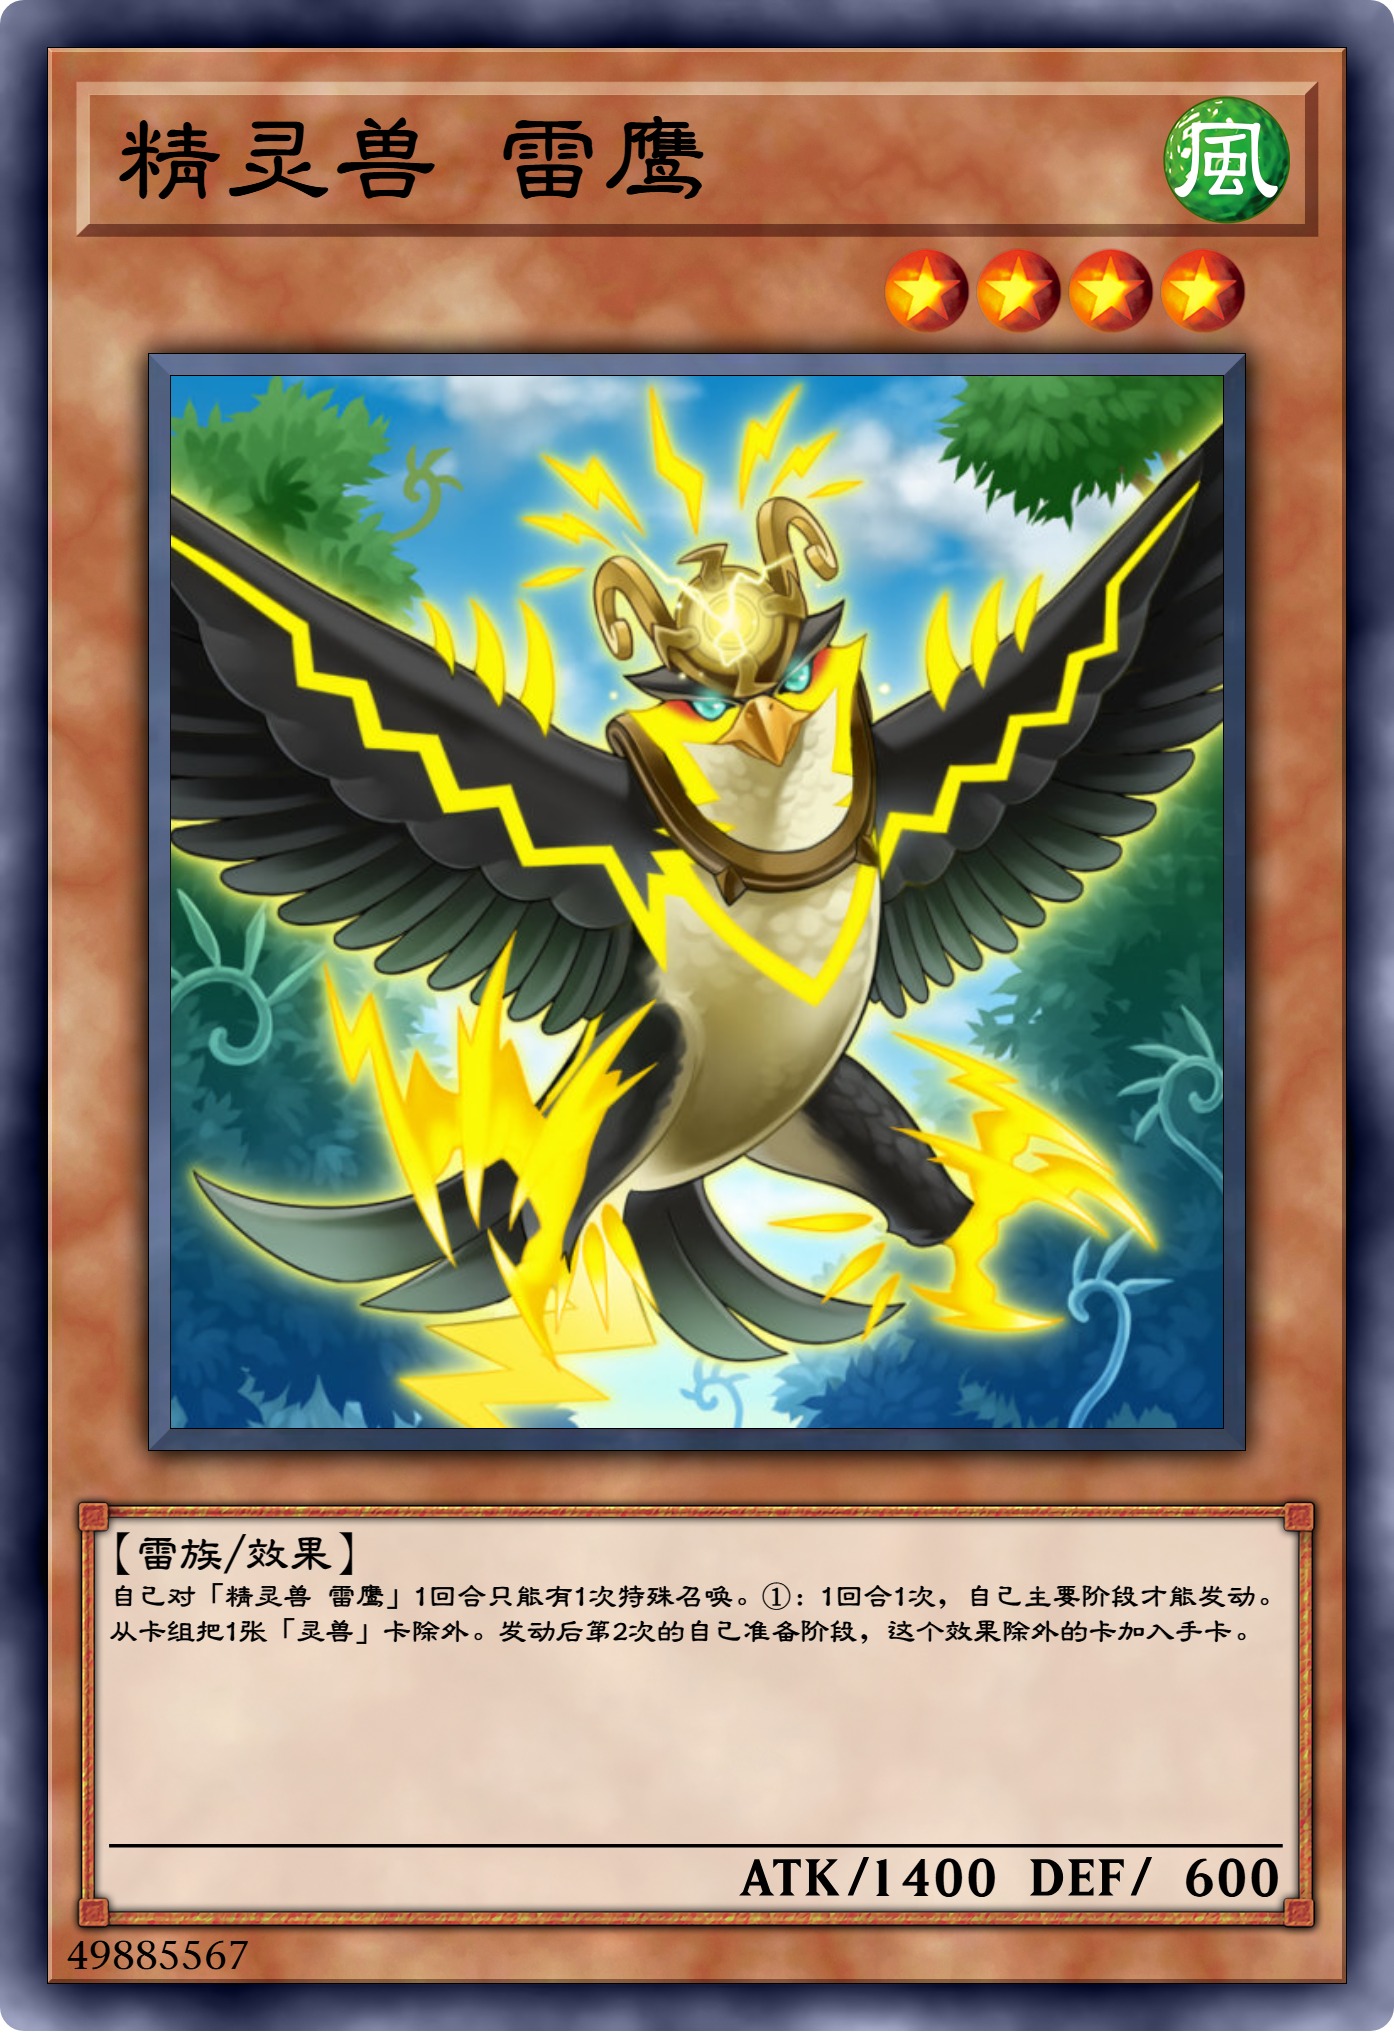 精灵兽 雷鹰
風
【雷族/效果】
自己对「精灵兽 雷鹰」1回合只能有1次特殊召唤。①：1回合1次，自己主要阶段才能发动。
从卡组把1张「灵兽」卡除外。发动后第2次的自己准备阶段，这个效果除外的卡加入手卡。
ATK/1400 DEF/ 600
49885567